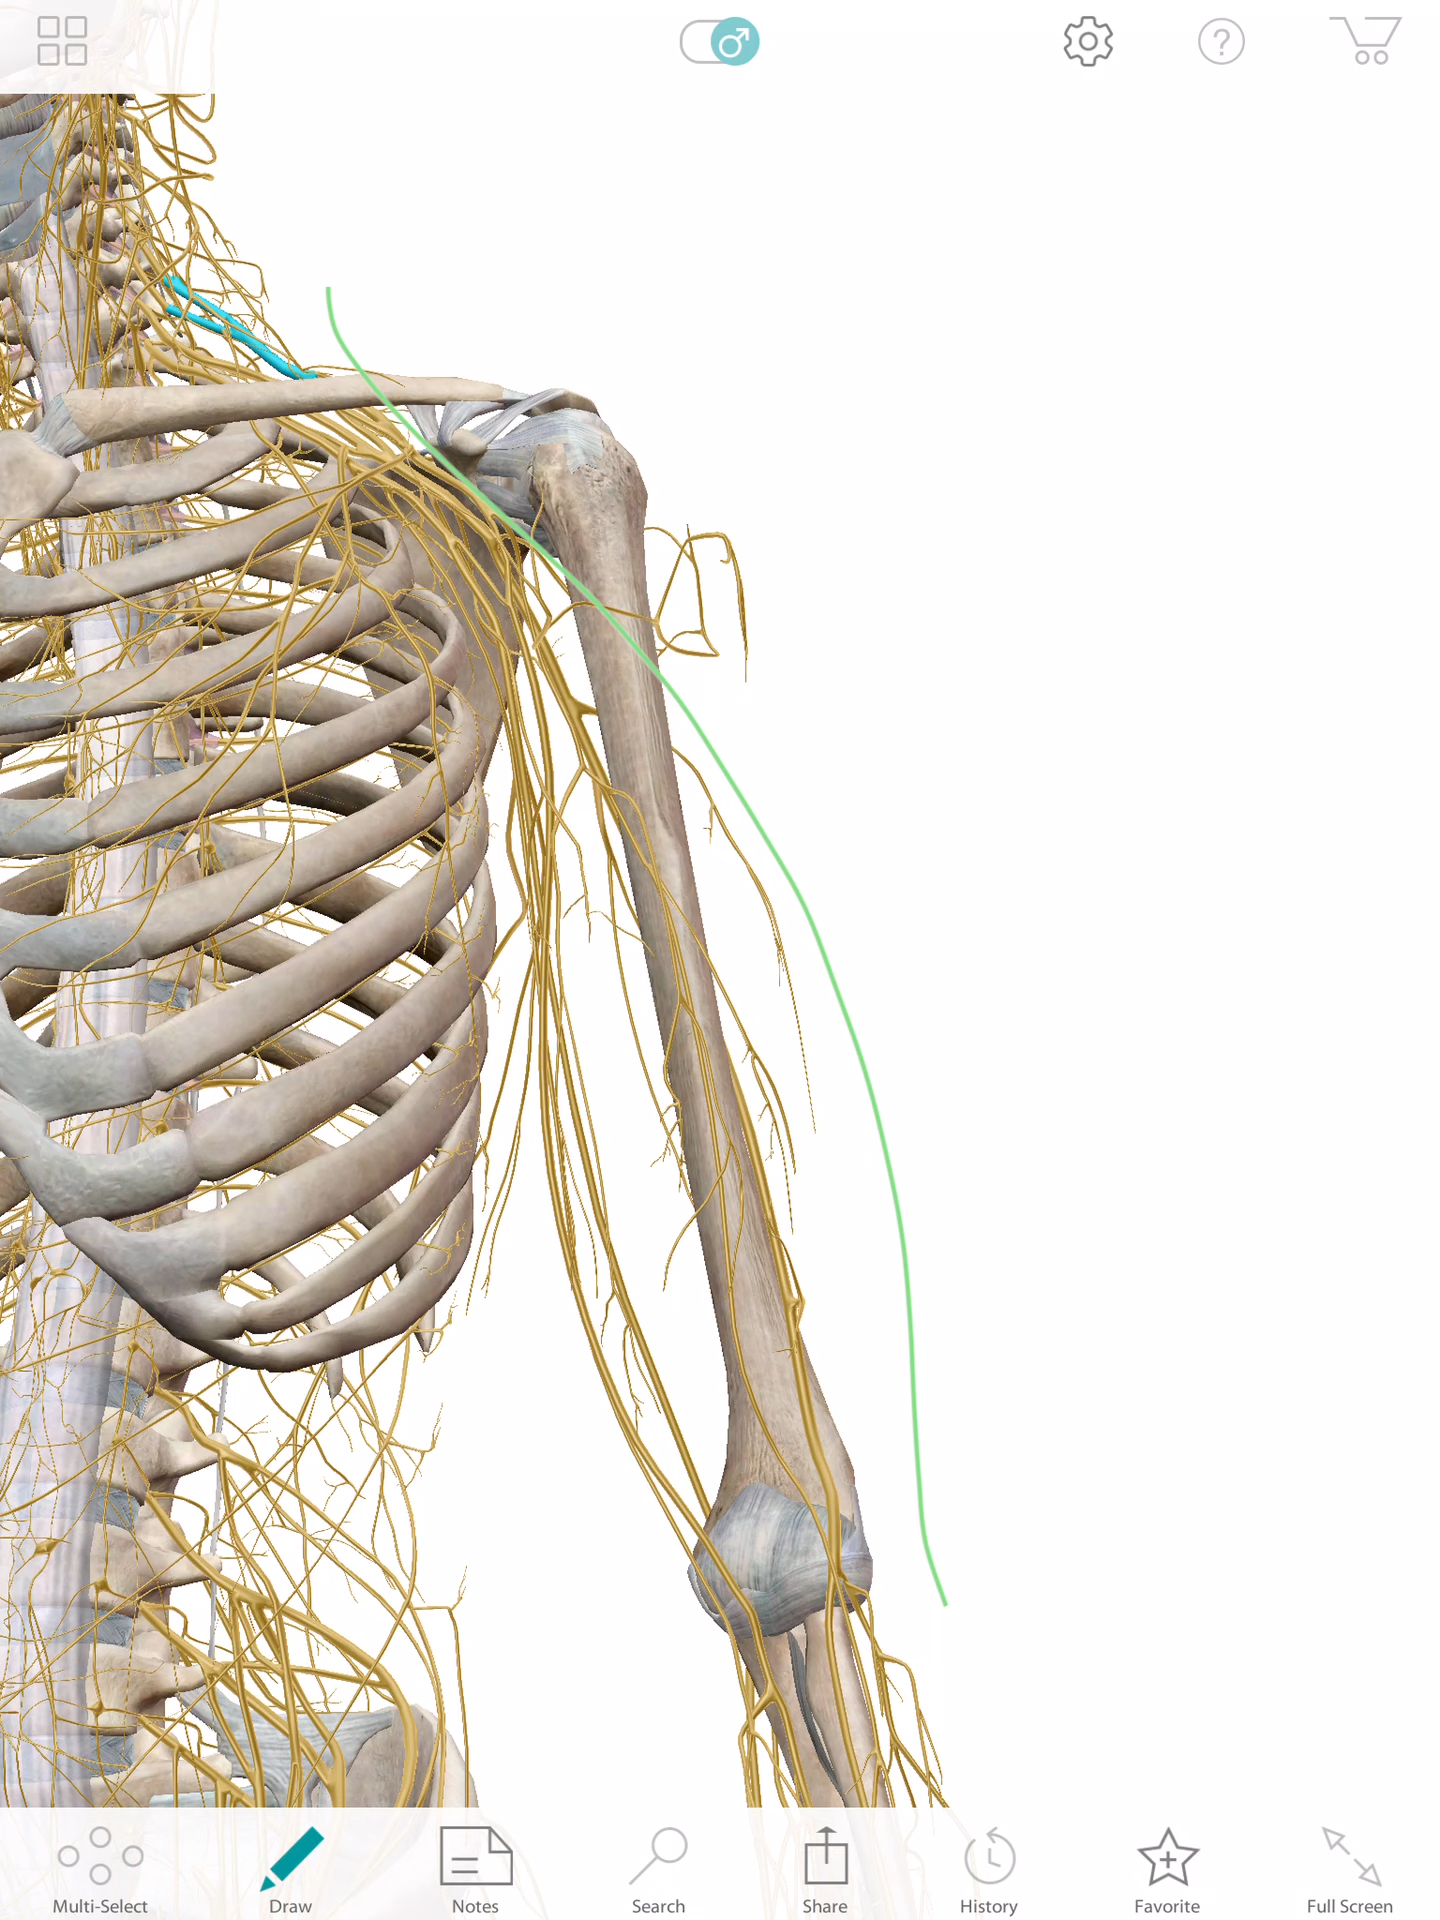 Multi-Select
Draw
Notes
Search
Share
History
Favorite
Full Screen